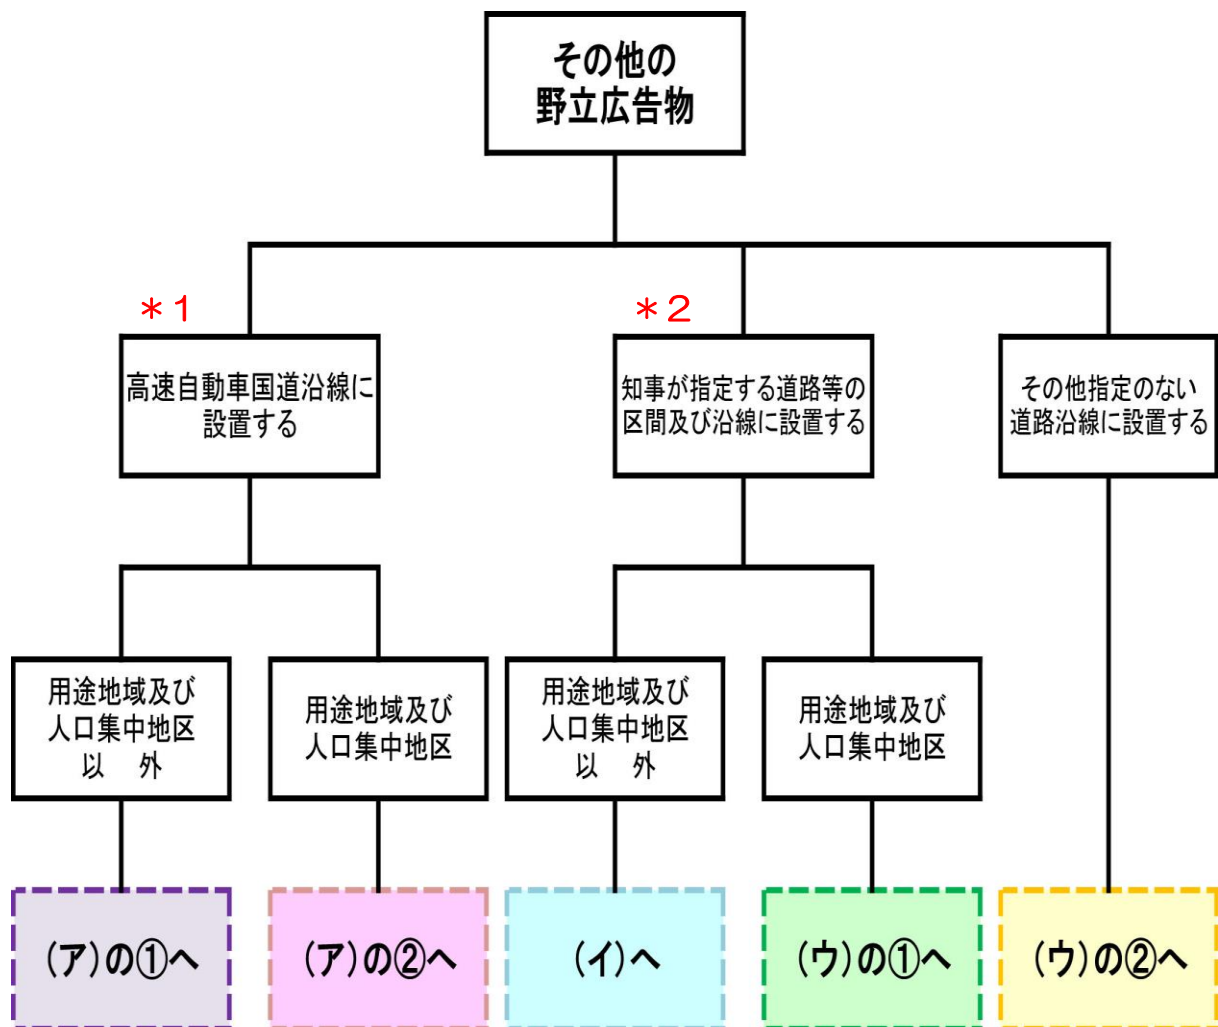 その他の
野立広告物
＊１
＊２
高速自動車国道沿線に
設置する
知事が指定する道路等の
区間及び沿線に設置する
その他指定のない
道路沿線に設置する
用途地域及び
人口集中地区
以　外
用途地域及び
人口集中地区
用途地域及び
人口集中地区
以　外
用途地域及び
人口集中地区
(ア)の①へ
(ア)の②へ
(イ)へ
(ウ)の①へ
(ウ)の②へ